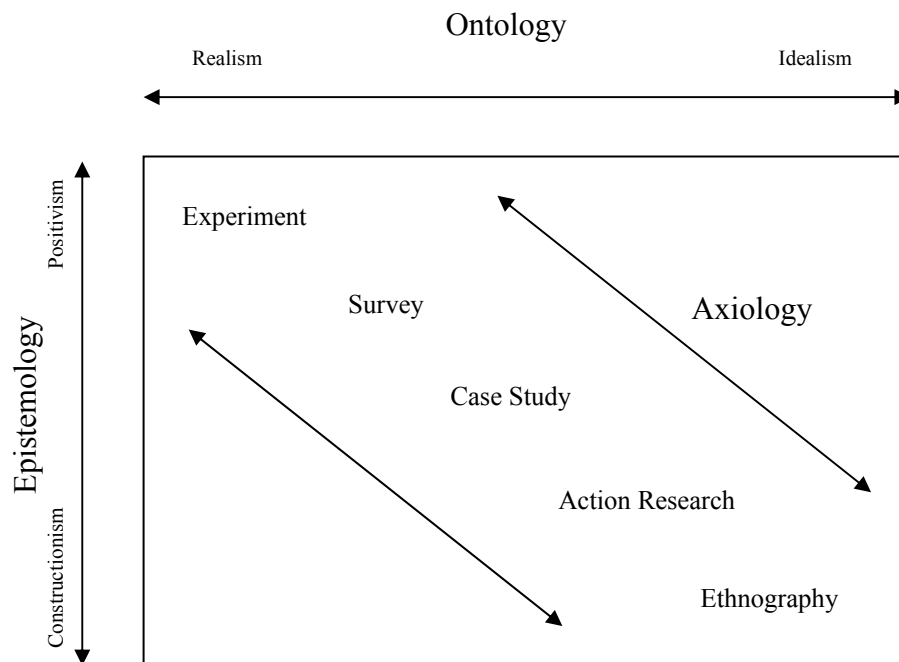 Ontology
Realism
Idealism
Positivism
Epistemology
Constructionism
Experiment
Survey
Axiology
Case Study
Action Research
Ethnography